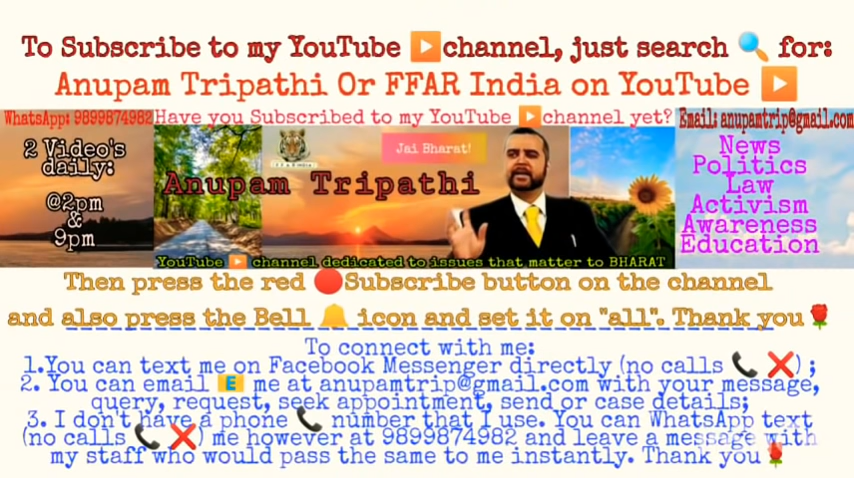 To Subscribe to my YouTube ▶️channel, just search 🔍 for:
Anupam Tripathi Or FFAR India on YouTube ▶️
WhatsApp: 9899874982 Have you Subscribed to my YouTube ▶️channel yet? Email: anupamtrip@gmail.com
2 Video's
daily:
@2pm
&
9pm
Jai Bharat!
Anupam Tripathi
YouTube ▶️ channel dedicated to issues that matter to BHARAT
News
Politics
Law
Activism
Awareness
Education
Then press the red 🔴Subscribe button on the channel
and also press the Bell 🔔 icon and set it on "all". Thank you🌹
To connect with me:
1.You can text me on Facebook Messenger directly (no calls 📞❌) ;
2. You can email 📧 me at anupamtrip@gmail.com with your message,
query, request, seek appointment, send or case details;
3. I don't have a phone 📞 number that I use. You can WhatsApp text
(no calls 📞❌) me however at 9899874982 and leave a message with
my staff who would pass the same to me instantly. Thank you🌹